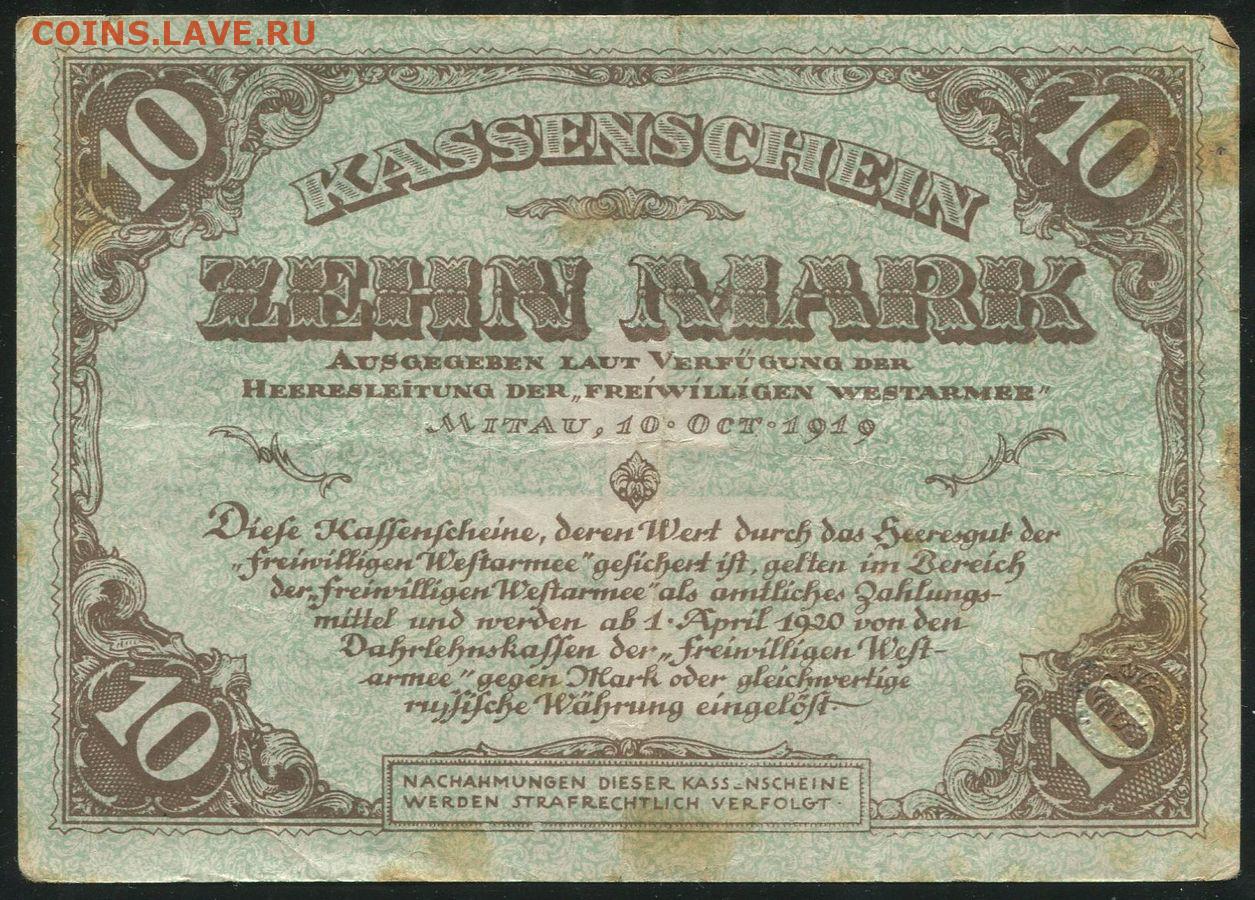 COINS.LAVE.RU
10 10
KASSENSCHEIN
ZEHN MARK
AUSGEGEBEN LAUT VERFÜGUNG DER
HEERESLEITUNG DER „FREIWILLIGEN WESTARMEE"
MITAU, 10 · OCT · 1919
Dieſe Kaſſenſcheine, deren Wert durch das Heeresgut der
„Freiwilligen Weſtarmee" geſichert iſt, gelten im Bereich
der „Freiwilligen Weſtarmee" als amtliches Zahlungs-
mittel und werden ab 1. April 1920 von den
Dahrlehnskaſſen der „Freiwilligen Weſt-
armee" gegen Mark oder gleichwertige
ruſſiſche Währung eingelöſt
10 10
NACHAHMUNGEN DIESER KASS-NSCHEINE
WERDEN STRAFRECHTLICH VERFOLGT ·